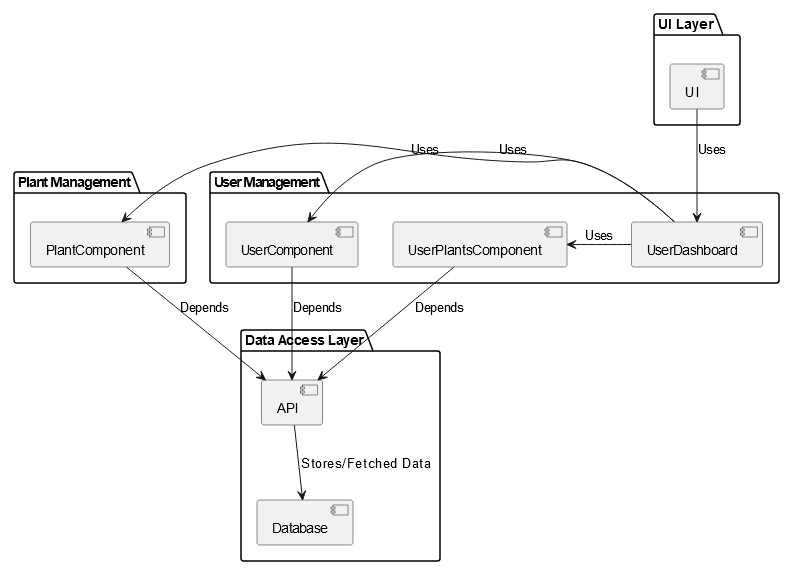 UI Layer
UI
Uses
Uses
Uses
Plant Management
User Management
PlantComponent
UserComponent
UserPlantsComponent
Uses
UserDashboard
Depends
Depends
Depends
Data Access Layer
API
Stores/Fetched Data
Database